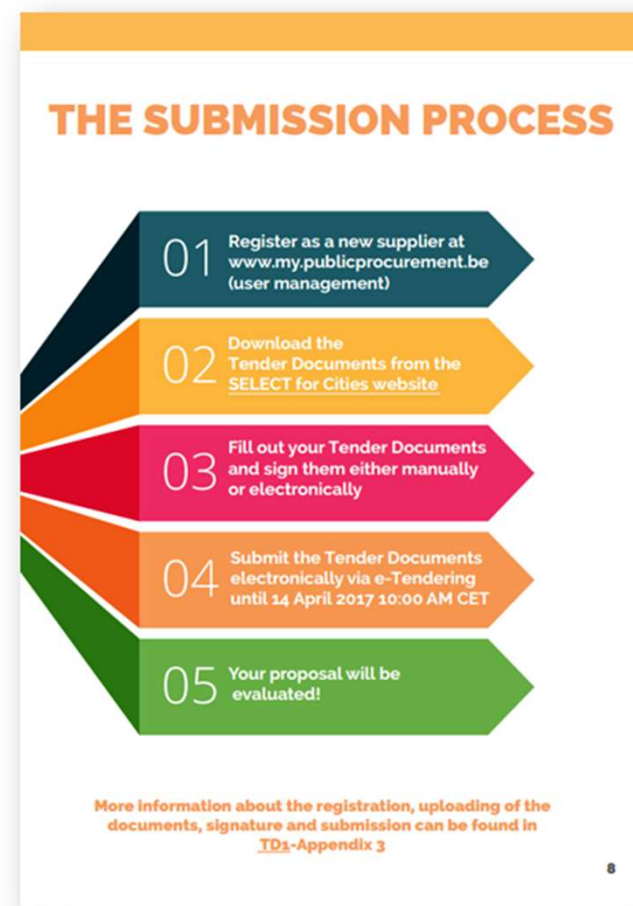 THE SUBMISSION PROCESS
01
Register as a new supplier at
www.my.publicprocurement.be
(user management)
02
Download the
Tender Documents from the
SELECT for Cities website
03
Fill out your Tender Documents
and sign them either manually
or electronically
04
Submit the Tender Documents
electronically via e-Tendering
until 14 April 2017 10:00 AM CET
05
Your proposal will be
evaluated!
More information about the registration, uploading of the
documents, signature and submission can be found in
TD1-Appendix 3
8